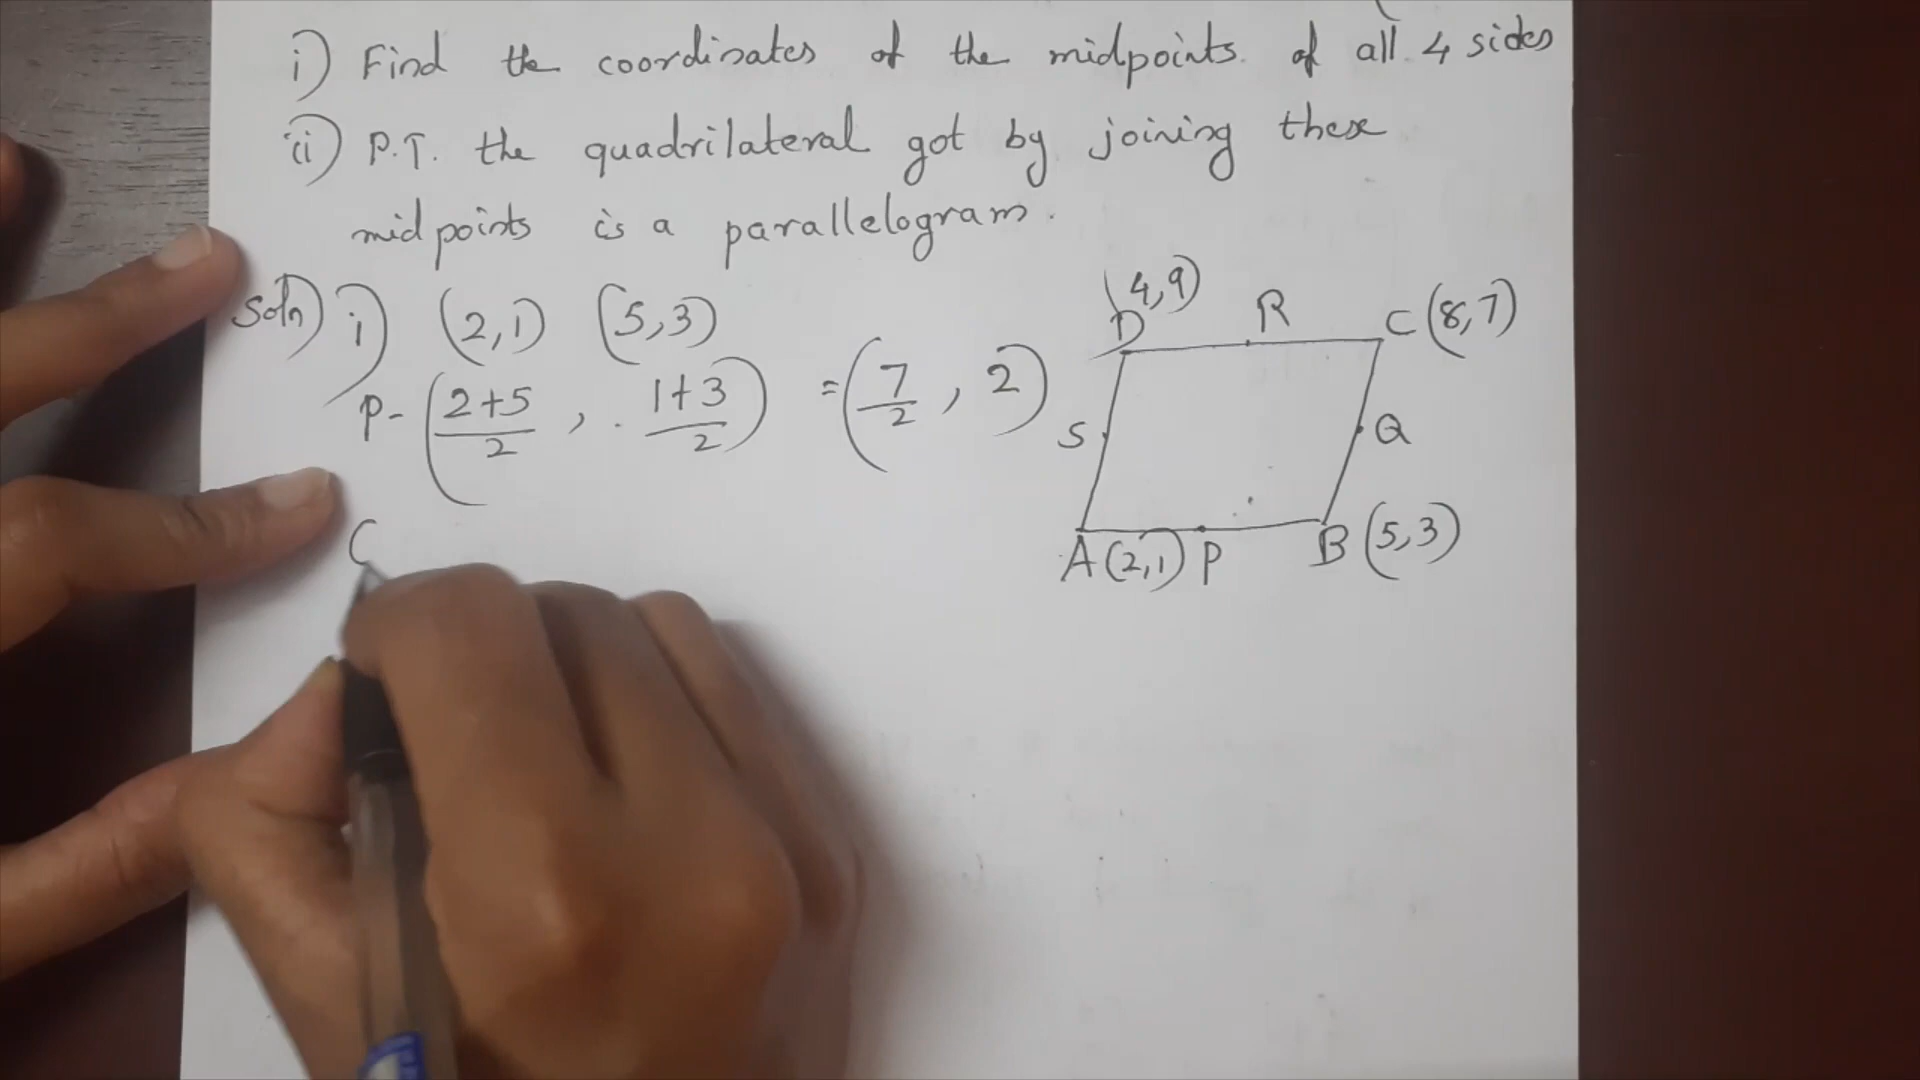 i) Find the coordinates of the midpoints of all 4 sides
ii) P.T. the quadrilateral got by joining these
midpoints is a parallelogram.
Soln) i) (2,1) (5,3)
P- (2+5/2, 1+3/2) = (7/2, 2)
(
(4,9)
D R C (8,7)
S Q
A (2,1) P B (5,3)